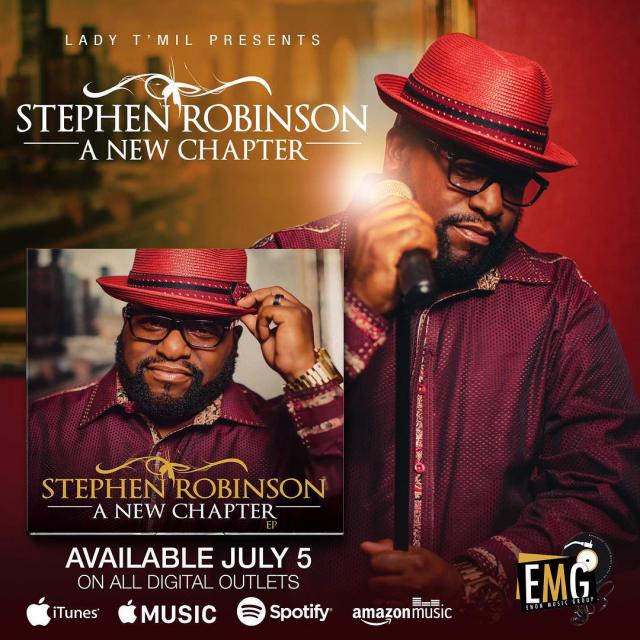 LADY T'MIL PRESENTS
STEPHEN ROBINSON
A NEW CHAPTER
STEPHEN ROBINSON
A NEW CHAPTER
EP
AVAILABLE JULY 5
ON ALL DIGITAL OUTLETS
iTunes
MUSIC
Spotify
amazonmusic
EMG
ENON MUSIC GROUP